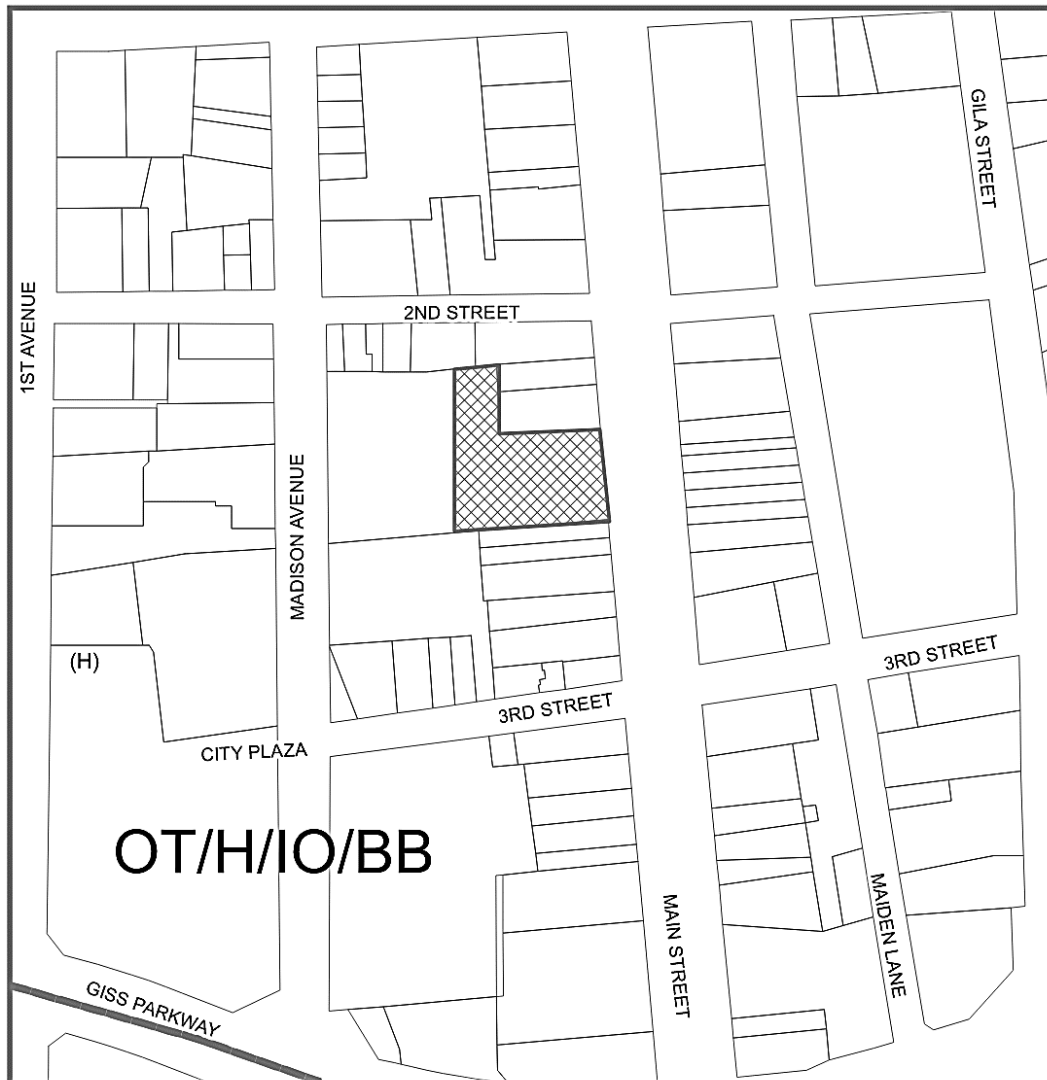 GILA STREET
1ST AVENUE
2ND STREET
MADISON AVENUE
(H)
3RD STREET
3RD STREET
CITY PLAZA
OT/H/IO/BB
MAIN STREET
MAIDEN LANE
GISS PARKWAY